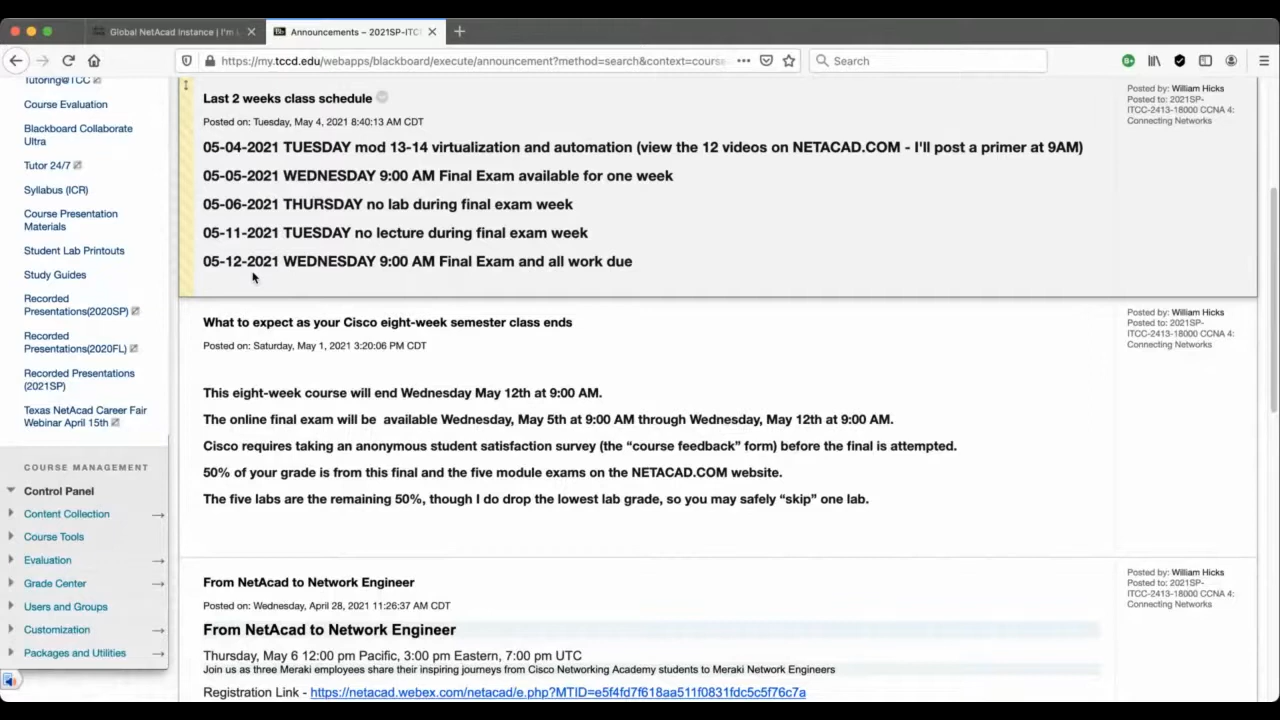 Global NetAcad Instance | I'm L
Announcements – 2021SP-ITC
https://my.tccd.edu/webapps/blackboard/execute/announcement?method=search&context=course
Search
Tutoring@TCC
Course Evaluation
Blackboard Collaborate
Ultra
Tutor 24/7
Syllabus (ICR)
Course Presentation
Materials
Student Lab Printouts
Study Guides
Recorded
Presentations(2020SP)
Recorded
Presentations(2020FL)
Recorded Presentations
(2021SP)
Texas NetAcad Career Fair
Webinar April 15th
COURSE MANAGEMENT
Control Panel
Content Collection
Course Tools
Evaluation
Grade Center
Users and Groups
Customization
Packages and Utilities
Last 2 weeks class schedule
Posted on: Tuesday, May 4, 2021 8:40:13 AM CDT
05-04-2021 TUESDAY mod 13-14 virtualization and automation (view the 12 videos on NETACAD.COM - I'll post a primer at 9AM)
05-05-2021 WEDNESDAY 9:00 AM Final Exam available for one week
05-06-2021 THURSDAY no lab during final exam week
05-11-2021 TUESDAY no lecture during final exam week
05-12-2021 WEDNESDAY 9:00 AM Final Exam and all work due
Posted by: William Hicks
Posted to: 2021SP-
ITCC-2413-18000 CCNA 4:
Connecting Networks
What to expect as your Cisco eight-week semester class ends
Posted on: Saturday, May 1, 2021 3:20:06 PM CDT
This eight-week course will end Wednesday May 12th at 9:00 AM.
The online final exam will be available Wednesday, May 5th at 9:00 AM through Wednesday, May 12th at 9:00 AM.
Cisco requires taking an anonymous student satisfaction survey (the “course feedback” form) before the final is attempted.
50% of your grade is from this final and the five module exams on the NETACAD.COM website.
The five labs are the remaining 50%, though I do drop the lowest lab grade, so you may safely “skip” one lab.
Posted by: William Hicks
Posted to: 2021SP-
ITCC-2413-18000 CCNA 4:
Connecting Networks
From NetAcad to Network Engineer
Posted on: Wednesday, April 28, 2021 11:26:37 AM CDT
From NetAcad to Network Engineer
Thursday, May 6 12:00 pm Pacific, 3:00 pm Eastern, 7:00 pm UTC
Join us as three Meraki employees share their inspiring journeys from Cisco Networking Academy students to Meraki Network Engineers
Registration Link - https://netacad.webex.com/netacad/e.php?MTID=e5f4fd7f618aa511f0831fdc5c5f76c7a
Posted by: William Hicks
Posted to: 2021SP-
ITCC-2413-18000 CCNA 4:
Connecting Networks